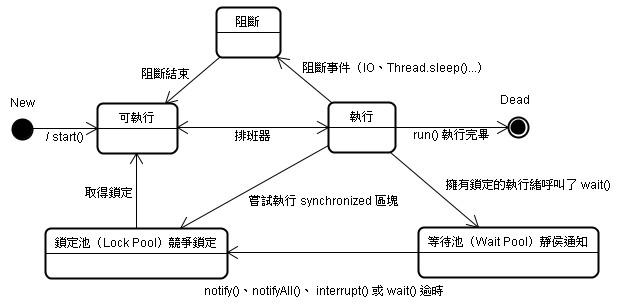 阻斷
阻斷結束
阻斷事件（IO、Thread.sleep()...）
New
Dead
可執行
執行
/ start()
排班器
run() 執行完畢
取得鎖定
嘗試執行 synchronized 區塊
擁有鎖定的執行緒呼叫了 wait()
鎖定池（Lock Pool）競爭鎖定
等待池（Wait Pool）靜侯通知
notify()、notifyAll()、 interrupt() 或 wait() 逾時